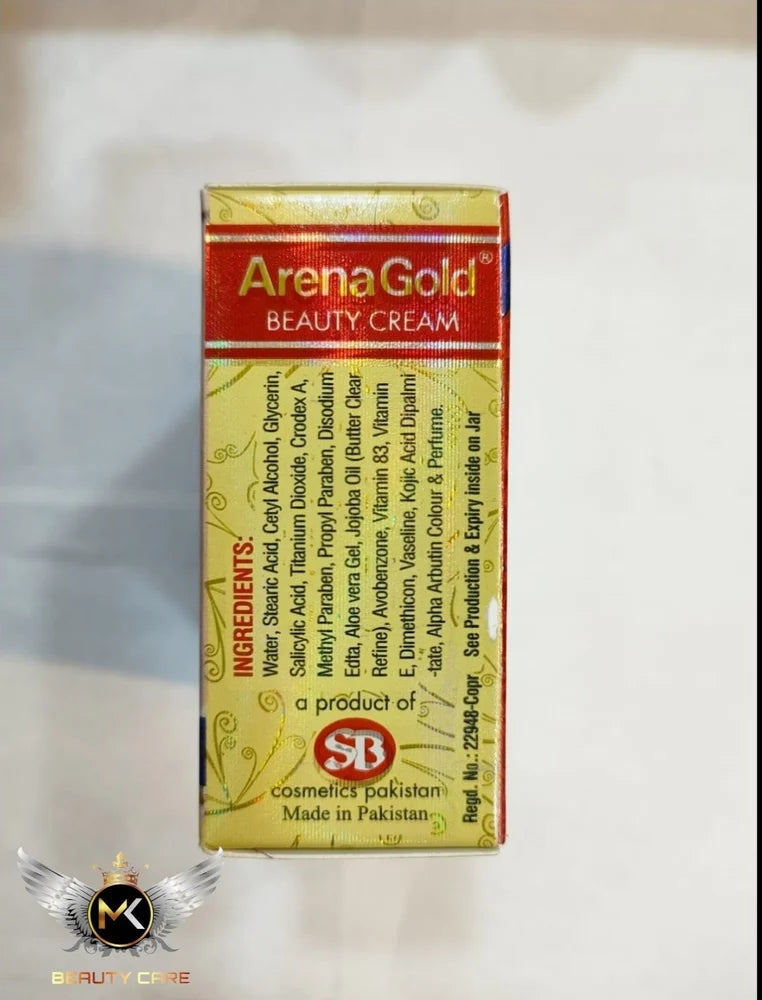 Arena Gold®
BEAUTY CREAM
INGREDIENTS:
Water, Stearic Acid, Cetyl Alcohol, Glycerin,
Salicylic Acid, Titanium Dioxide, Crodex A,
Methyl Paraben, Propyl Paraben, Disodium
Edta, Aloe vera Gel, Jojoba Oil (Butter Clear
Refine), Avobenzone, Vitamin 83, Vitamin
E, Dimethicon, Vaseline, Kojic Acid Dipalmi
-tate, Alpha Arbutin Colour & Perfume.
Regd. No.: 22948-Copr See Production & Expiry inside on Jar
a product of
SB
cosmetics pakistan
Made in Pakistan
MK
BEAUTY CARE